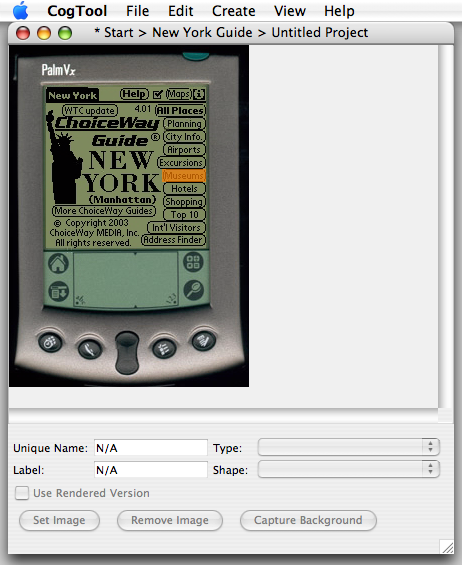 CogTool File Edit Create View Help
* Start > New York Guide > Untitled Project
PalmVx
New York Help Maps i
WTC update 4.01 All Places
ChoiceWay Planning
Guide ® City Info.
Airports
NEW Excursions
YORK Museums
(Manhattan) Hotels
Shopping
More ChoiceWay Guides Top 10
© Copyright 2003 Int'l Visitors
ChoiceWay MEDIA, Inc. Address Finder
All rights reserved.
Unique Name: N/A Type:
Label: N/A Shape:
Use Rendered Version
Set Image Remove Image Capture Background